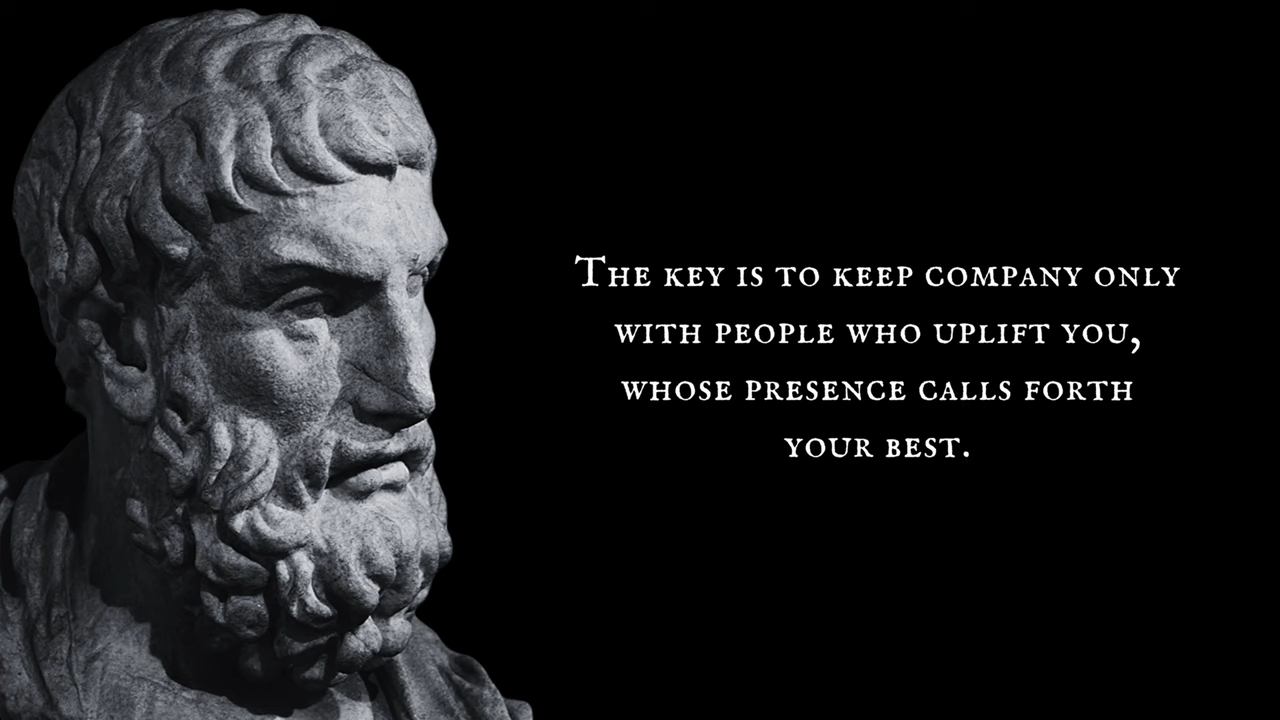 The key is to keep company only
with people who uplift you,
whose presence calls forth
your best.